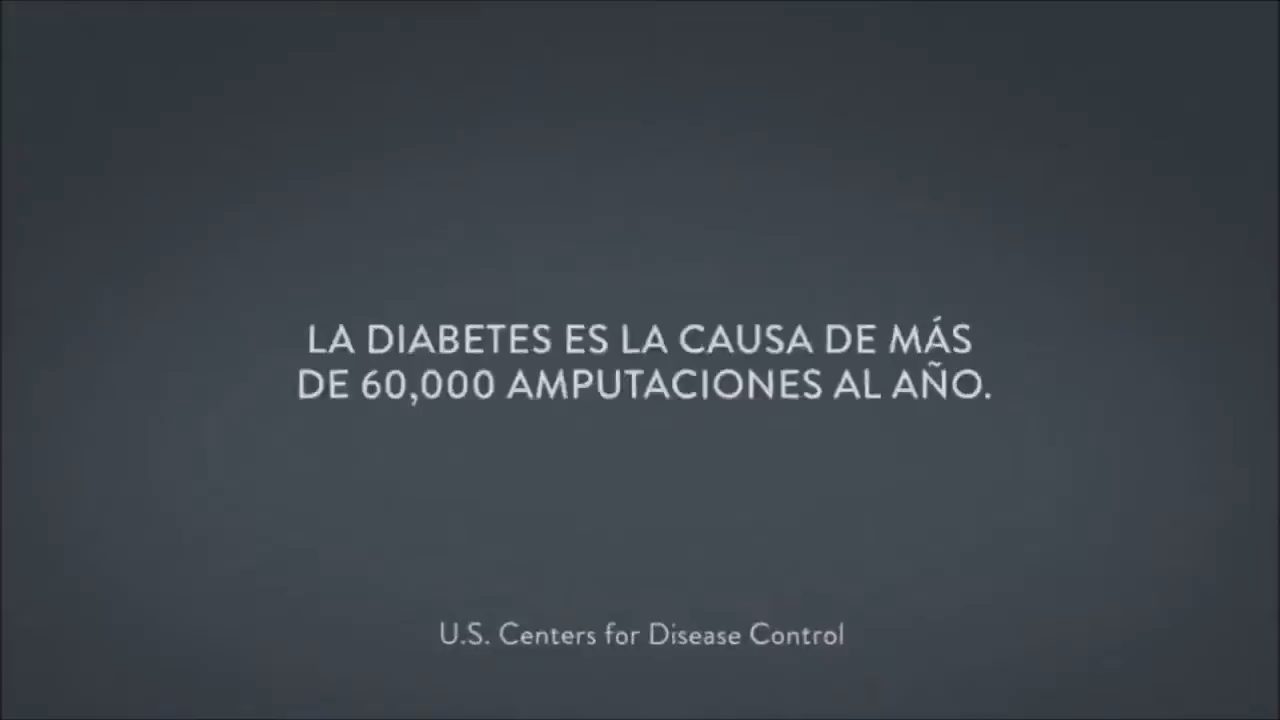 LA DIABETES ES LA CAUSA DE MÁS
DE 60,000 AMPUTACIONES AL AÑO.
U.S. Centers for Disease Control